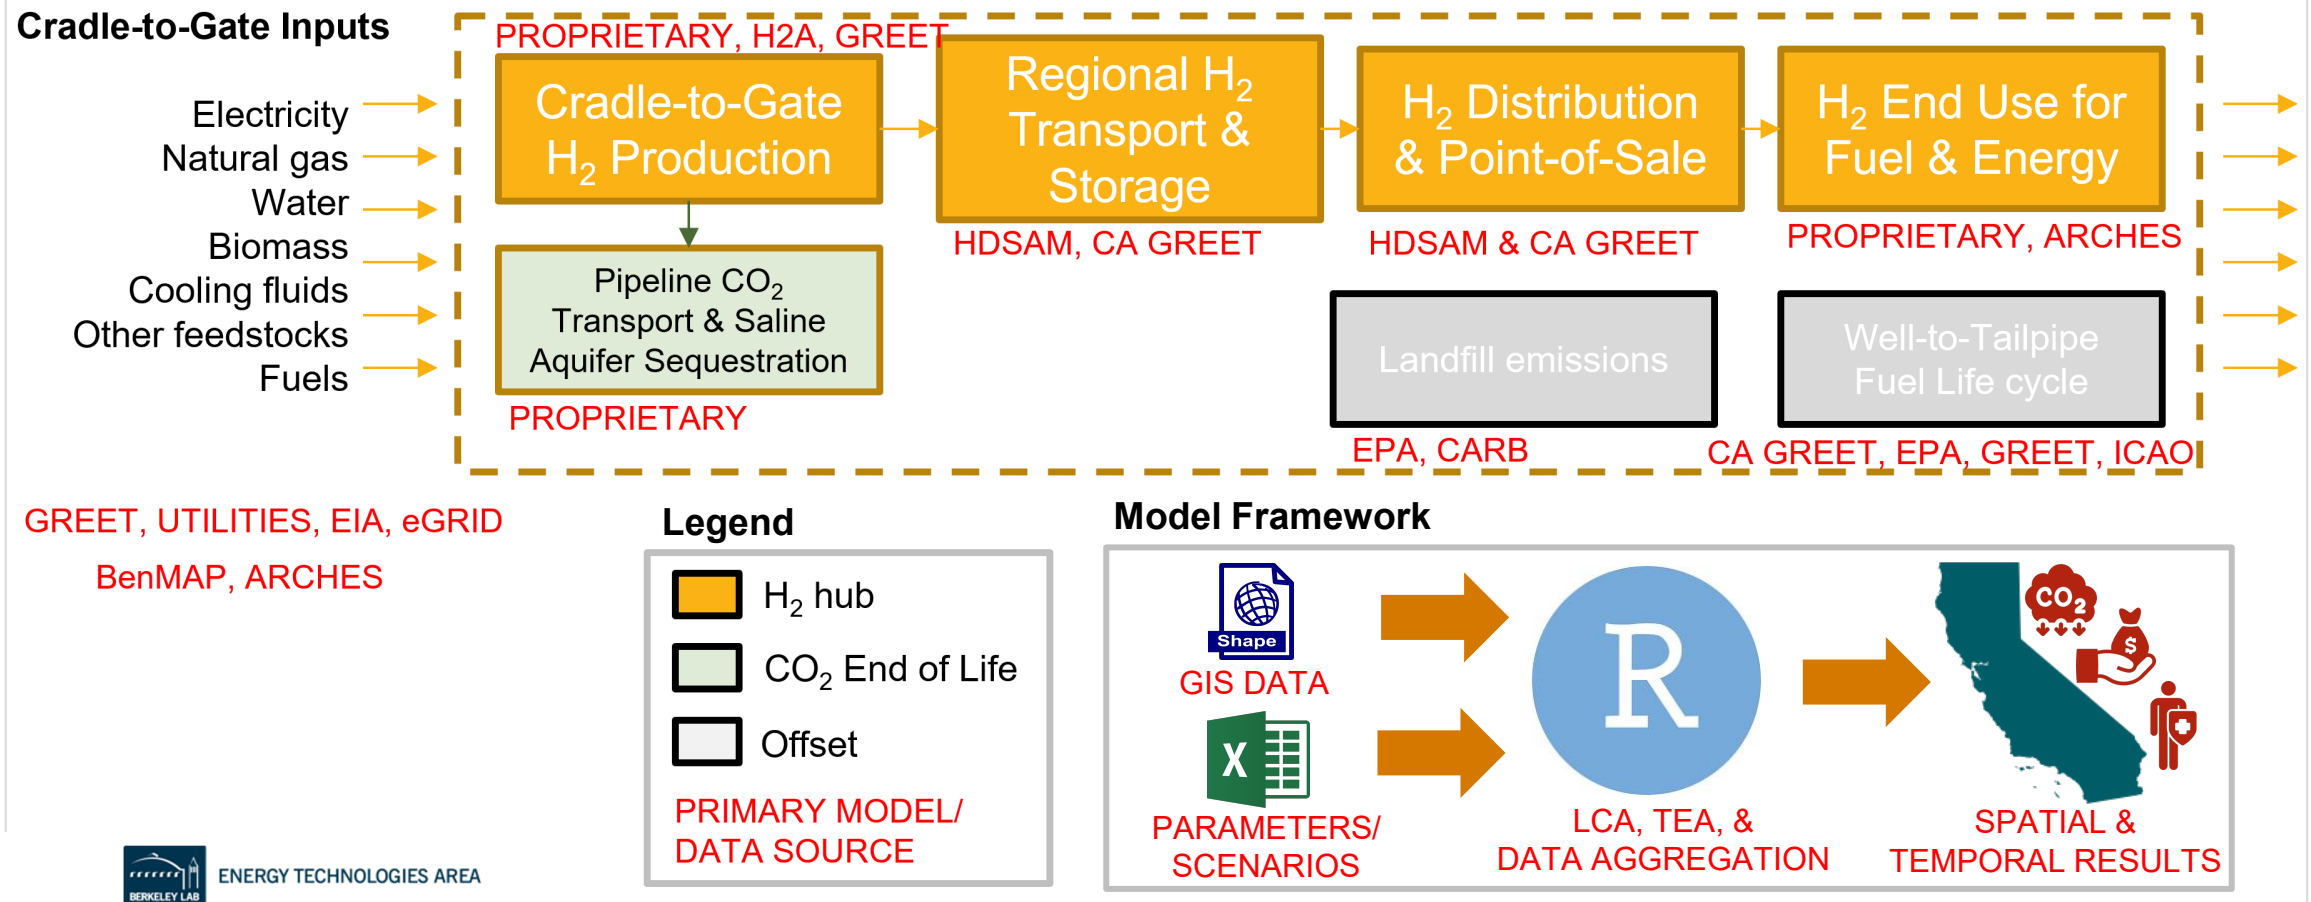 Cradle-to-Gate Inputs
Electricity
Natural gas
Water
Biomass
Cooling fluids
Other feedstocks
Fuels
GREET, UTILITIES, EIA, eGRID
BenMAP, ARCHES
PROPRIETARY, H2A, GREET
Cradle-to-Gate
H₂ Production
Pipeline CO₂
Transport & Saline
Aquifer Sequestration
PROPRIETARY
Regional H₂
Transport &
Storage
HDSAM, CA GREET
H₂ Distribution
& Point-of-Sale
HDSAM & CA GREET
H₂ End Use for
Fuel & Energy
PROPRIETARY, ARCHES
Landfill emissions
EPA, CARB
Well-to-Tailpipe
Fuel Life cycle
CA GREET, EPA, GREET, ICAO
Legend
H₂ hub
CO₂ End of Life
Offset
PRIMARY MODEL/
DATA SOURCE
Model Framework
Shape
GIS DATA
X
PARAMETERS/
SCENARIOS
R
LCA, TEA, &
DATA AGGREGATION
CO₂
$
SPATIAL &
TEMPORAL RESULTS
BERKELEY LAB
ENERGY TECHNOLOGIES AREA